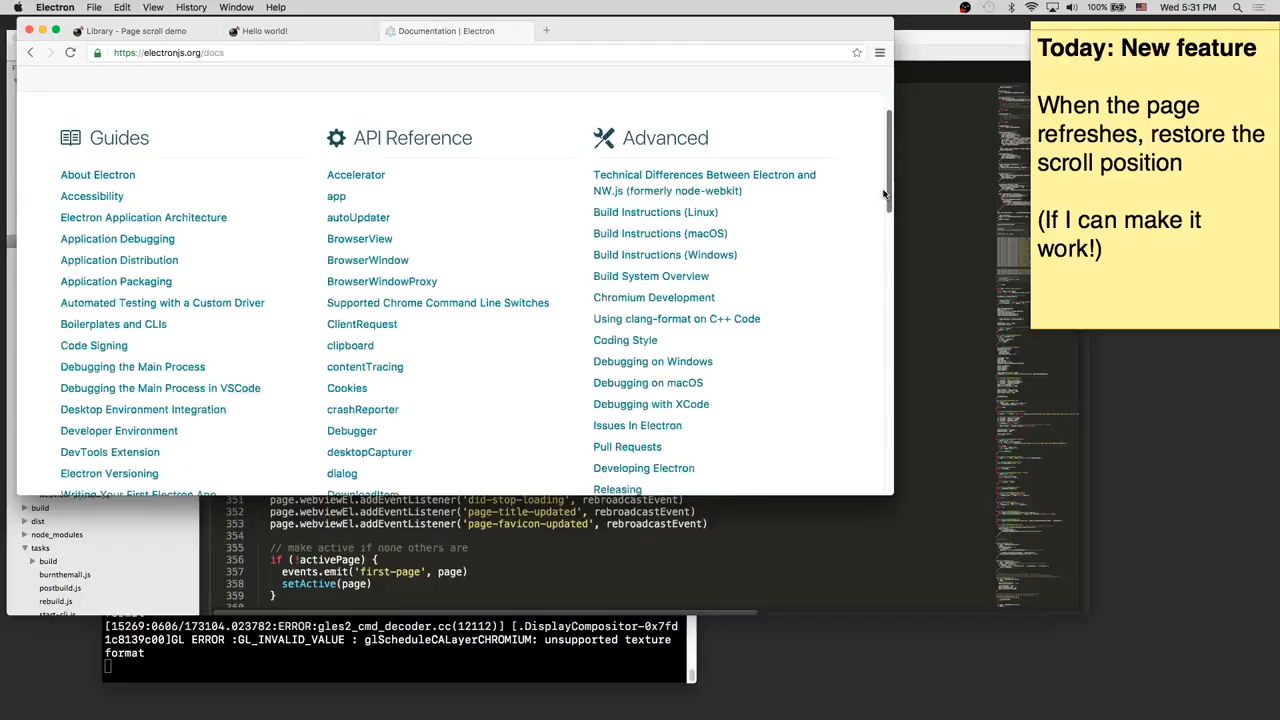 Electron File Edit View History Window Help
100% Wed 5:31 PM
Library - Page scroll demo Hello world! Documentation | Electron
https://electronjs.org/docs
Today: New feature
When the page
refreshes, restore the
scroll position
(If I can make it
work!)
Guides
About Electron
Accessibility
Electron Application Architecture
Application Debugging
Application Distribution
Application Packaging
Automated Testing with a Custom Driver
Boilerplates and CLIs
Code Signing
Debugging the Main Process
Debugging the Main Process in VSCode
Desktop Environment Integration
Developer Environment
DevTools Extension
Electron Versioning
Writing Your First Electron App
API Reference
Accelerator
app
autoUpdater
BrowserView
BrowserWindow
BrowserWindowProxy
Supported Chrome Command Line Switches
ClientRequest
clipboard
contentTracing
Cookies
crashReporter
Debugger
desktopCapturer
dialog
DownloadItem
Advanced
Technical Differences Between Electron and
NW.js (formerly node-webkit)
Build Instructions (Linux)
Build Instructions (macOS)
Build Instructions (Windows)
Build System Overview
Chromium Development
Using clang-format on C++ Code
Coding Style
Debugging on Windows
Debugging on macOS
Debugging with XCode
Issues In Electron
Pull Requests
Developing Electron
Releasing
build
dist
node_modules
tasks
build
burnthemall.js
postbuild.js
rebuild.js
start-cli.js
351 page.webviewEl.addEventListener('did-stop-loading', rebroadcastEvent)
page.webviewEl.addEventListener('page-title-updated', rebroadcastEvent)
page.webviewEl.addEventListener('page-favicon-updated', rebroadcastEvent)
355 // make active if none others are
if (!activePage) {
events.emit('first-page', page)
setActive(page)
}
[15269:0606/173104.023782:ERROR:gles2_cmd_decoder.cc(12112)] [.DisplayCompositor-0x7fd
1c8139c00]GL ERROR :GL_INVALID_VALUE : glScheduleCALayerCHROMIUM: unsupported texture
format